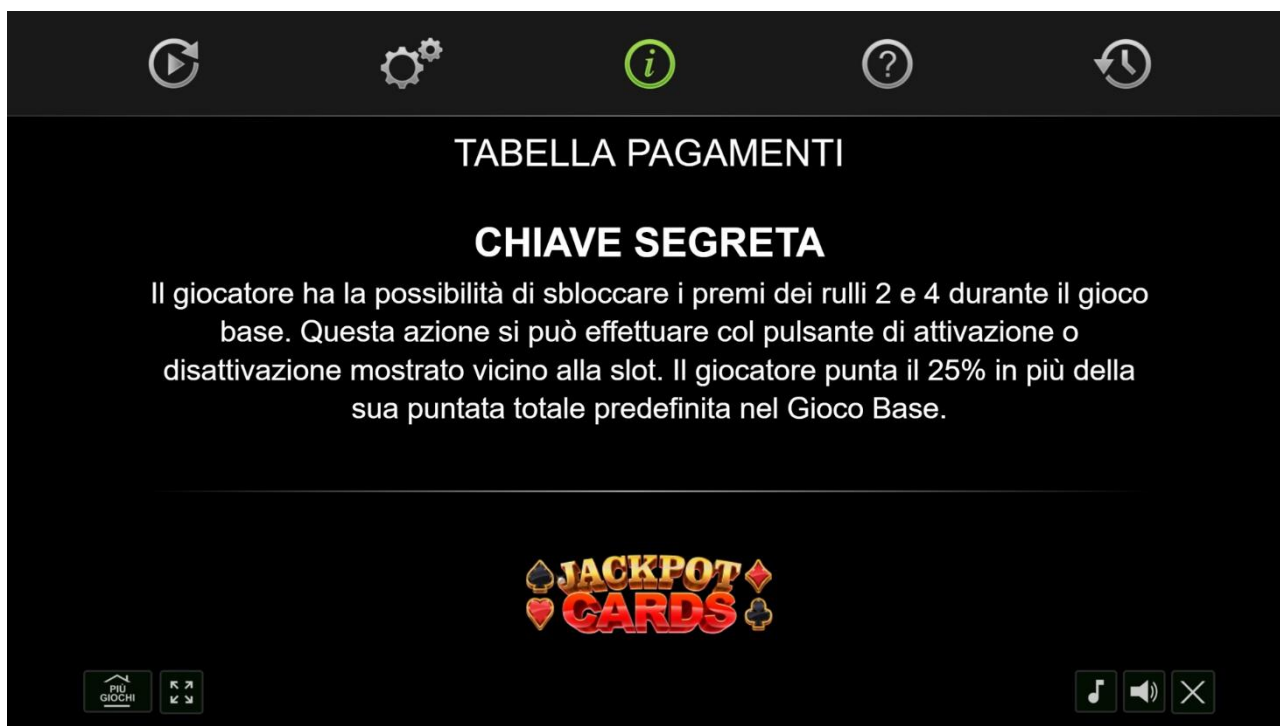 TABELLA PAGAMENTI
CHIAVE SEGRETA
Il giocatore ha la possibilità di sbloccare i premi dei rulli 2 e 4 durante il gioco
base. Questa azione si può effettuare col pulsante di attivazione o
disattivazione mostrato vicino alla slot. Il giocatore punta il 25% in più della
sua puntata totale predefinita nel Gioco Base.
JACKPOT
CARDS
PIÙ
GIOCHI